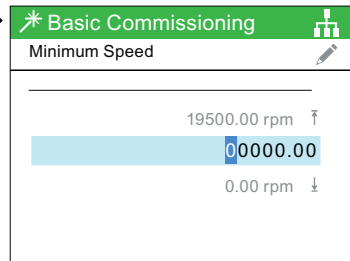 Basic Commissioning
Minimum Speed
19500.00 rpm
00000.00
0.00 rpm